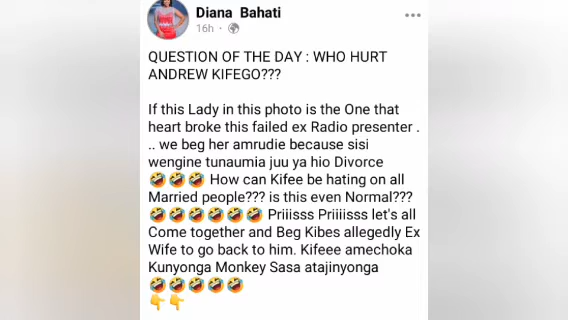 Diana Bahati
16h
QUESTION OF THE DAY : WHO HURT
ANDREW KIFEGO???
If this Lady in this photo is the One that
heart broke this failed ex Radio presenter .
.. we beg her amrudie because sisi
wengine tunaumia juu ya hio Divorce
🤣🤣🤣 How can Kifee be hating on all
Married people??? is this even Normal???
🤣🤣🤣🤣🤣🤣 Priiisss Priiiisss let's all
Come together and Beg Kibes allegedly Ex
Wife to go back to him. Kifeee amechoka
Kunyonga Monkey Sasa atajinyonga
🤣🤣🤣🤣🤣
👇👇